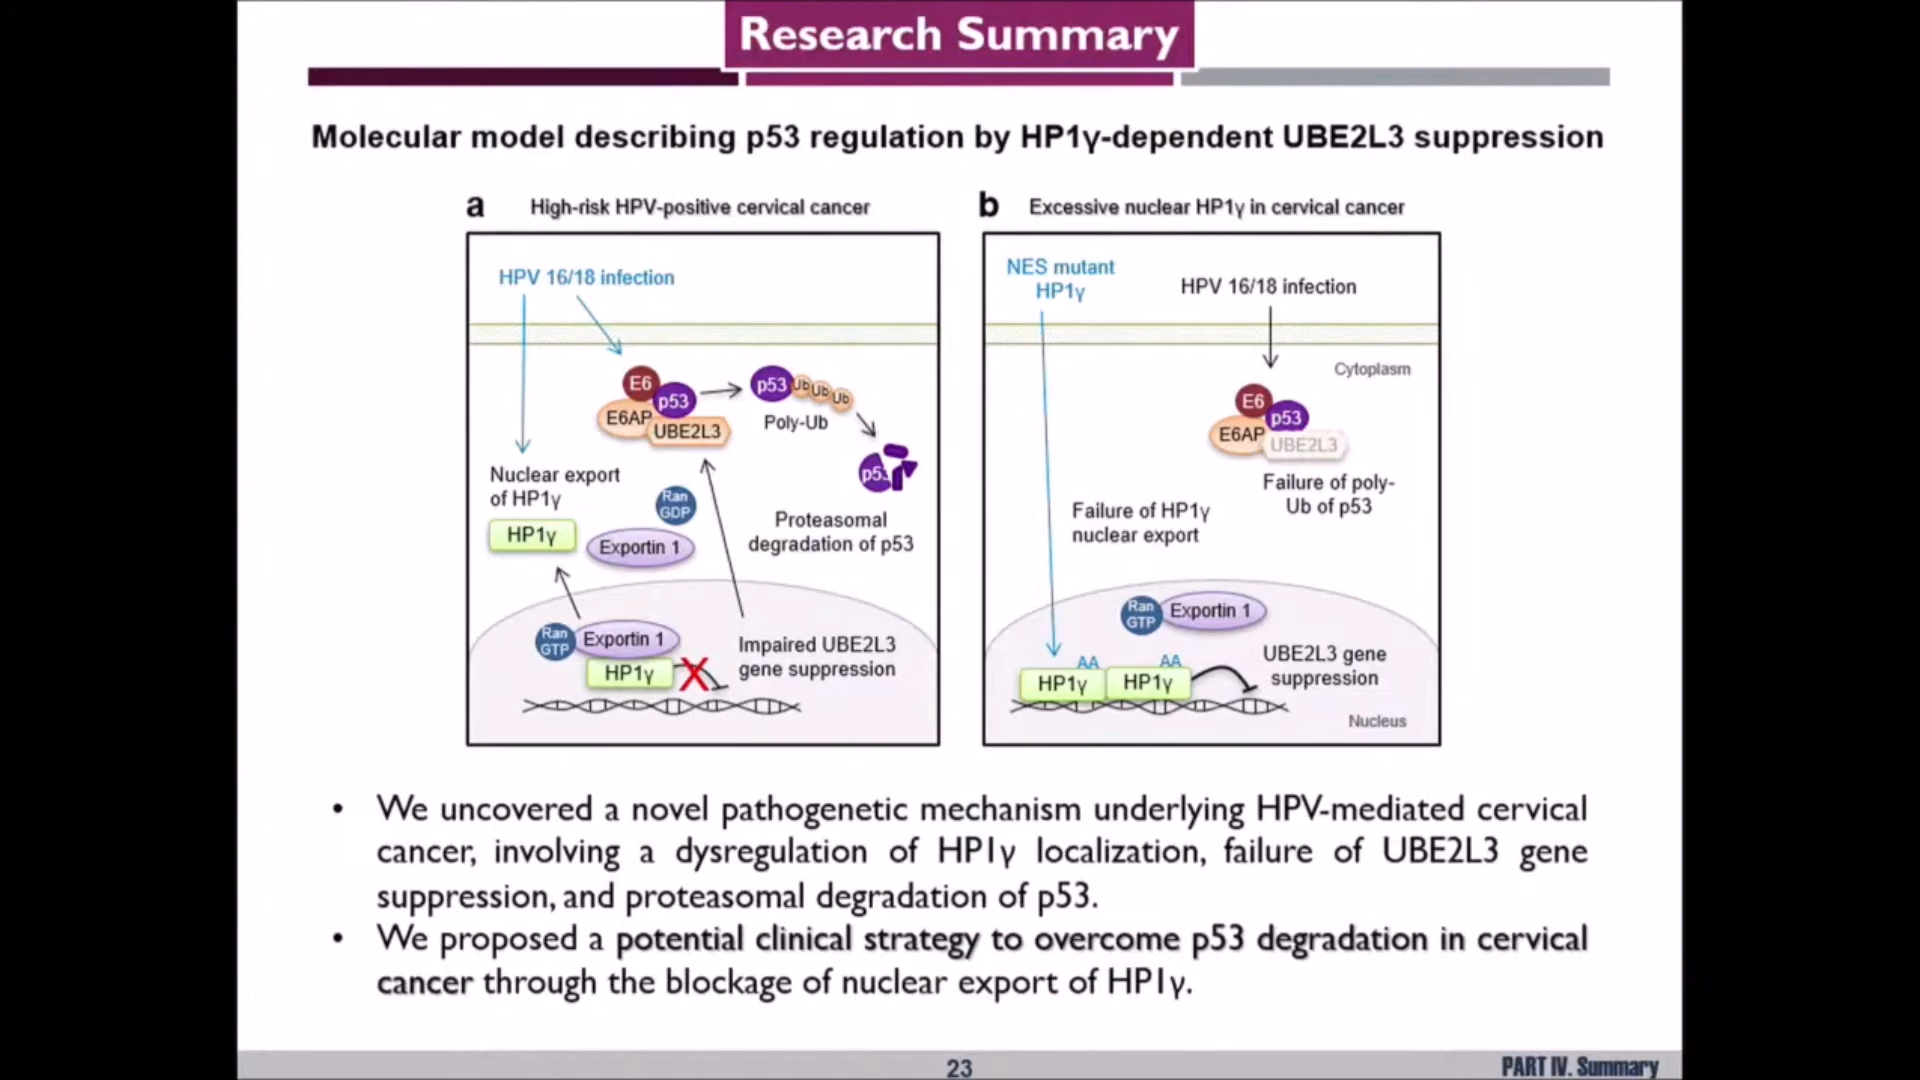 Research Summary
Molecular model describing p53 regulation by HP1γ-dependent UBE2L3 suppression
a High-risk HPV-positive cervical cancer
HPV 16/18 infection
E6
p53
E6AP
UBE2L3
p53 Ub Ub Ub
Poly-Ub
p53
Proteasomal
degradation of p53
Nuclear export
of HP1γ
HP1γ
Ran
GDP
Exportin 1
Ran
GTP
Exportin 1
HP1γ
X
Impaired UBE2L3
gene suppression
b Excessive nuclear HP1γ in cervical cancer
NES mutant
HP1γ
HPV 16/18 infection
Cytoplasm
E6
p53
E6AP
UBE2L3
Failure of poly-
Ub of p53
Failure of HP1γ
nuclear export
Ran
GTP
Exportin 1
AA AA
HP1γ HP1γ
UBE2L3 gene
suppression
Nucleus
• We uncovered a novel pathogenetic mechanism underlying HPV-mediated cervical
cancer, involving a dysregulation of HP1γ localization, failure of UBE2L3 gene
suppression, and proteasomal degradation of p53.
• We proposed a potential clinical strategy to overcome p53 degradation in cervical
cancer through the blockage of nuclear export of HP1γ.
23
PART IV. Summary